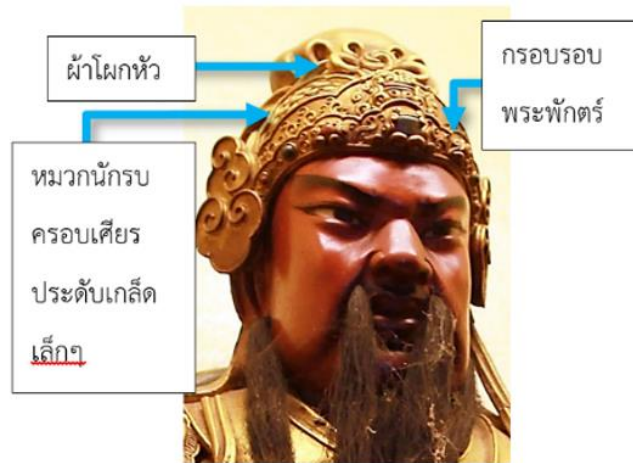 ผ้าโผกหัว
กรอบรอบ
พระพักตร์
หมวกนักรบ
ครอบเศียร
ประดับเกล็ด
เล็กๆ